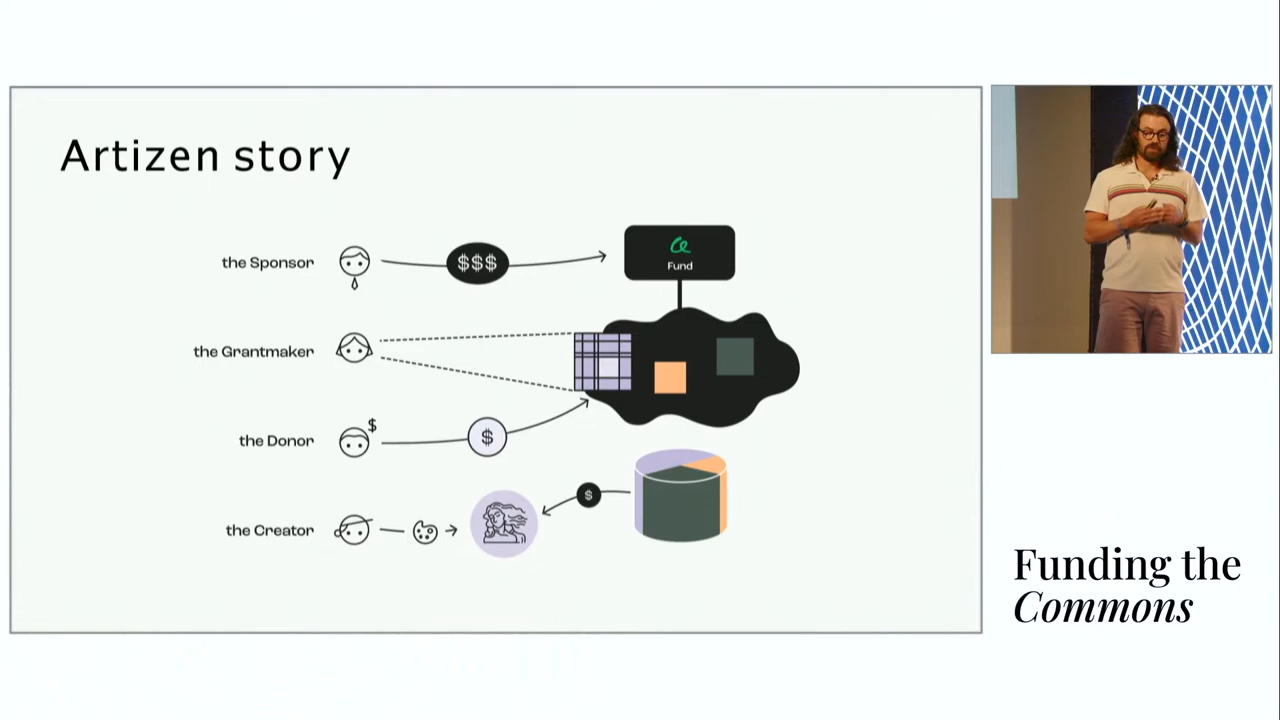 Artizen story
the Sponsor
$$$
Fund
the Grantmaker
the Donor
$
$
the Creator
$
Funding the
Commons